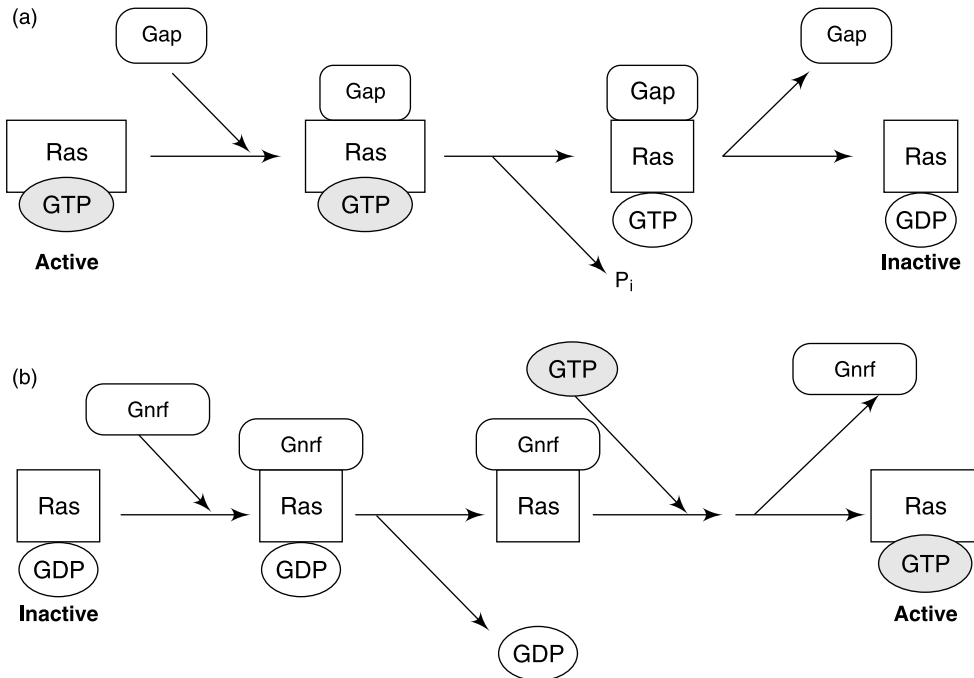 (a)
Gap
Gap
Gap
Gap
Ras
Ras
Ras
Ras
GTP
GTP
GTP
GDP
Active
Inactive
Pi
(b)
GTP
Gnrf
Gnrf
Gnrf
Gnrf
Ras
Ras
Ras
Ras
GDP
GDP
GTP
Inactive
Active
GDP